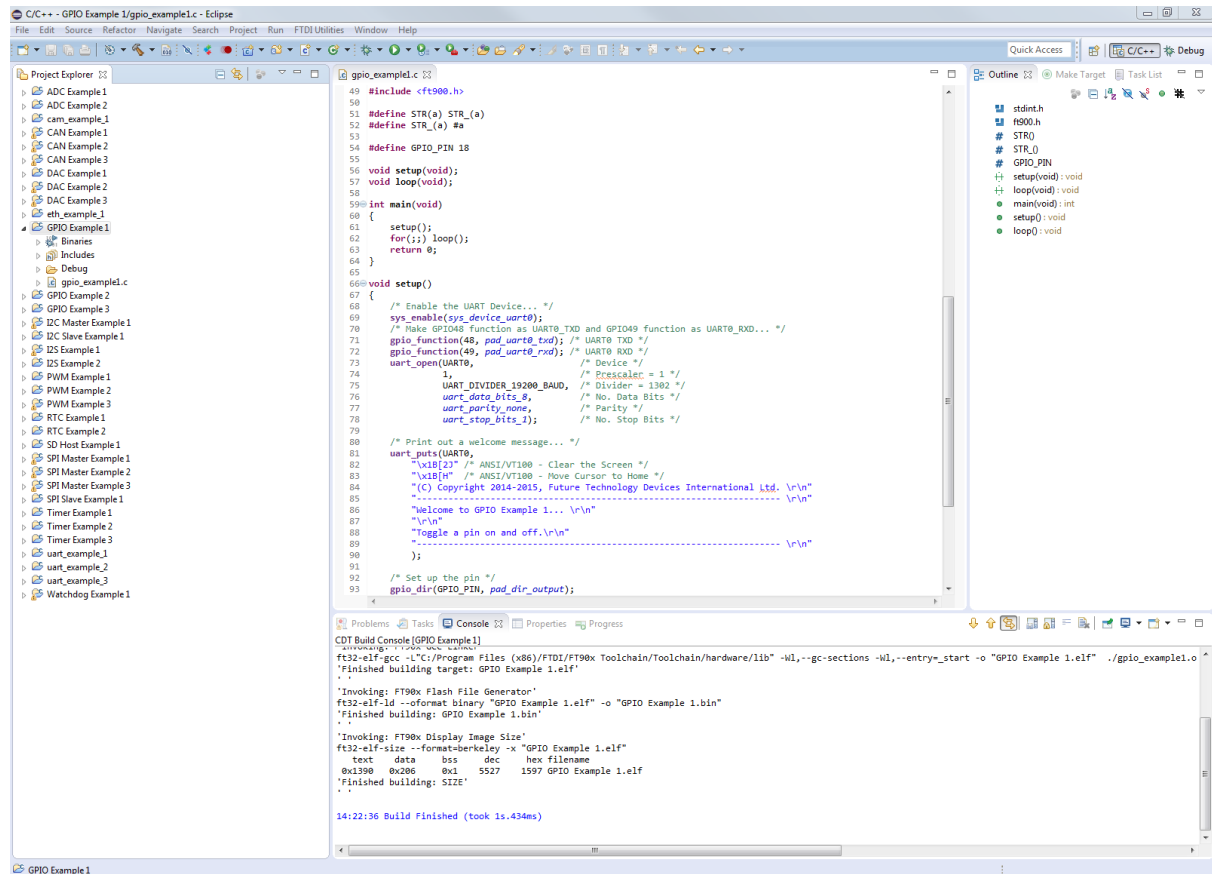 C/C++ - GPIO Example 1/gpio_example1.c - Eclipse
File Edit Source Refactor Navigate Search Project Run FTDI Utilities Window Help
Quick Access C/C++ Debug
Project Explorer
ADC Example 1
ADC Example 2
cam_example_1
CAN Example 1
CAN Example 2
CAN Example 3
DAC Example 1
DAC Example 2
DAC Example 3
eth_example_1
GPIO Example 1
Binaries
Includes
Debug
gpio_example1.c
GPIO Example 2
GPIO Example 3
I2C Master Example 1
I2C Slave Example 1
I2S Example 1
I2S Example 2
PWM Example 1
PWM Example 2
PWM Example 3
RTC Example 1
RTC Example 2
SD Host Example 1
SPI Master Example 1
SPI Master Example 2
SPI Master Example 3
SPI Slave Example 1
Timer Example 1
Timer Example 2
Timer Example 3
uart_example_1
uart_example_2
uart_example_3
Watchdog Example 1
gpio_example1.c
49 #include <ft900.h>
50
51 #define STR(a) STR_(a)
52 #define STR_(a) #a
53
54 #define GPIO_PIN 18
55
56 void setup(void);
57 void loop(void);
58
59 int main(void)
60 {
61 setup();
62 for(;;) loop();
63 return 0;
64 }
65
66 void setup()
67 {
68 /* Enable the UART Device... */
69 sys_enable(sys_device_uart0);
70 /* Make GPIO48 function as UART0_TXD and GPIO49 function as UART0_RXD... */
71 gpio_function(48, pad_uart0_txd); /* UART0 TXD */
72 gpio_function(49, pad_uart0_rxd); /* UART0 RXD */
73 uart_open(UART0, /* Device */
74 1, /* Prescaler = 1 */
75 UART_DIVIDER_19200_BAUD, /* Divider = 1302 */
76 uart_data_bits_8, /* No. Data Bits */
77 uart_parity_none, /* Parity */
78 uart_stop_bits_1); /* No. Stop Bits */
79
80 /* Print out a welcome message... */
81 uart_puts(UART0,
82 "\x1B[2J" /* ANSI/VT100 - Clear the Screen */
83 "\x1B[H" /* ANSI/VT100 - Move Cursor to Home */
84 "(C) Copyright 2014-2015, Future Technology Devices International Ltd. \r\n"
85 "--------------------------------------------------------------------- \r\n"
86 "Welcome to GPIO Example 1... \r\n"
87 "\r\n"
88 "Toggle a pin on and off.\r\n"
89 "--------------------------------------------------------------------- \r\n"
90 );
91
92 /* Set up the pin */
93 gpio_dir(GPIO_PIN, pad_dir_output);
Outline Make Target Task List
stdint.h
ft900.h
STR()
STR_()
GPIO_PIN
setup(void) : void
loop(void) : void
main(void) : int
setup() : void
loop() : void
Problems Tasks Console Properties Progress
CDT Build Console [GPIO Example 1]
'Invoking: FT90x GCC Linker'
ft32-elf-gcc -L"C:/Program Files (x86)/FTDI/FT90x Toolchain/Toolchain/hardware/lib" -Wl,--gc-sections -Wl,--entry=_start -o "GPIO Example 1.elf" ./gpio_example1.o
'Finished building target: GPIO Example 1.elf'
' '
'Invoking: FT90x Flash File Generator'
ft32-elf-ld --oformat binary "GPIO Example 1.elf" -o "GPIO Example 1.bin"
'Finished building: GPIO Example 1.bin'
' '
'Invoking: FT90x Display Image Size'
ft32-elf-size --format=berkeley -x "GPIO Example 1.elf"
text data bss dec hex filename
0x1390 0x206 0x1 5527 1597 GPIO Example 1.elf
'Finished building: SIZE'
' '
14:22:36 Build Finished (took 1s.434ms)
GPIO Example 1